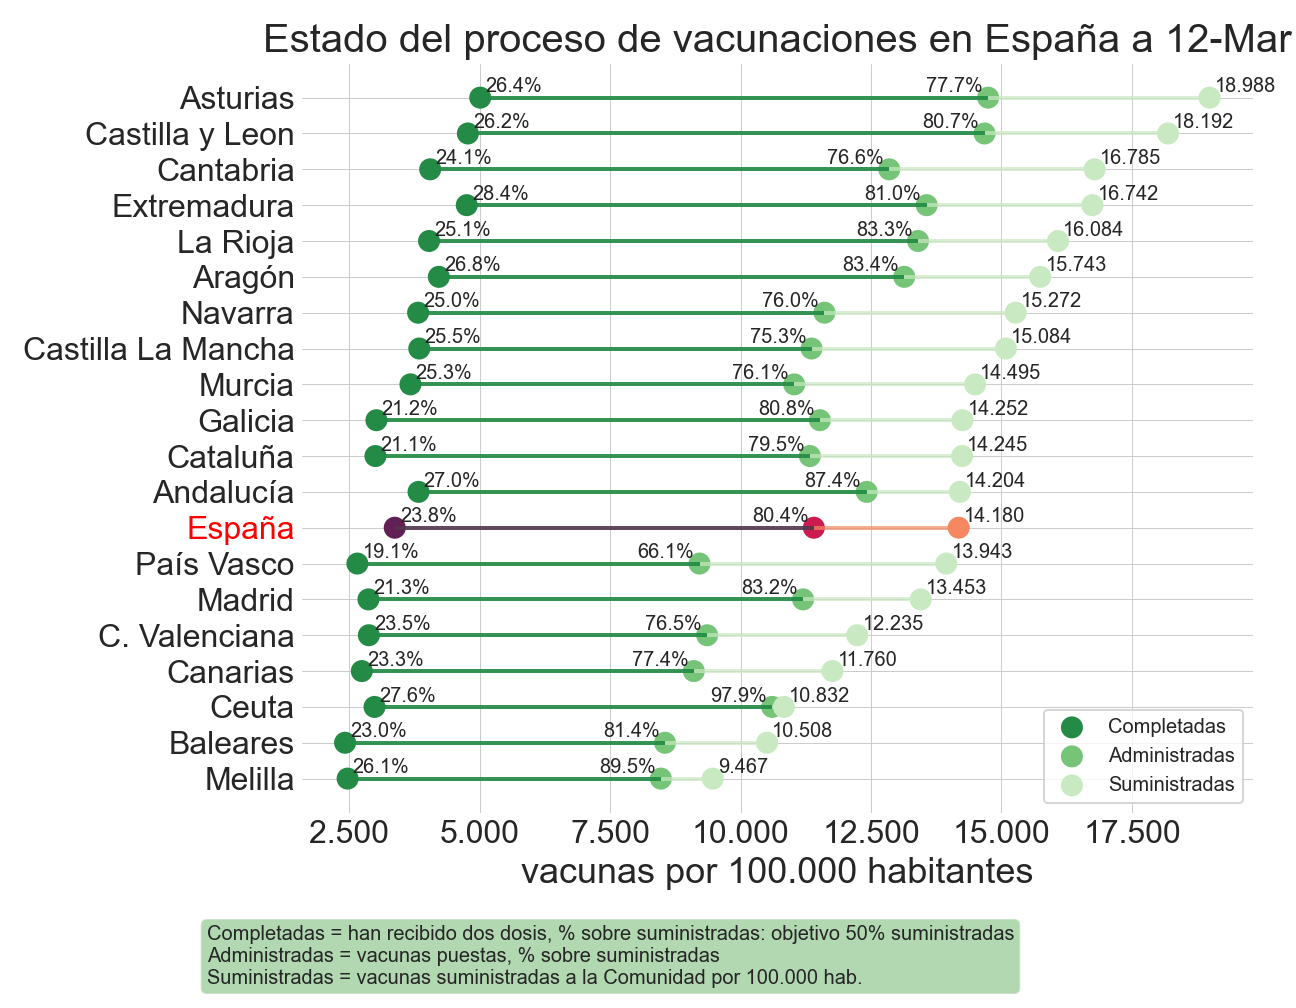 Estado del proceso de vacunaciones en España a 12-Mar
Asturias 26.4% 77.7% 18.988
Castilla y Leon 26.2% 80.7% 18.192
Cantabria 24.1% 76.6% 16.785
Extremadura 28.4% 81.0% 16.742
La Rioja 25.1% 83.3% 16.084
Aragón 26.8% 83.4% 15.743
Navarra 25.0% 76.0% 15.272
Castilla La Mancha 25.5% 75.3% 15.084
Murcia 25.3% 76.1% 14.495
Galicia 21.2% 80.8% 14.252
Cataluña 21.1% 79.5% 14.245
Andalucía 27.0% 87.4% 14.204
España 23.8% 80.4% 14.180
País Vasco 19.1% 66.1% 13.943
Madrid 21.3% 83.2% 13.453
C. Valenciana 23.5% 76.5% 12.235
Canarias 23.3% 77.4% 11.760
Ceuta 27.6% 97.9% 10.832
Baleares 23.0% 81.4% 10.508
Melilla 26.1% 89.5% 9.467
Completadas
Administradas
Suministradas
2.500 5.000 7.500 10.000 12.500 15.000 17.500
vacunas por 100.000 habitantes
Completadas = han recibido dos dosis, % sobre suministradas: objetivo 50% suministradas
Administradas = vacunas puestas, % sobre suministradas
Suministradas = vacunas suministradas a la Comunidad por 100.000 hab.